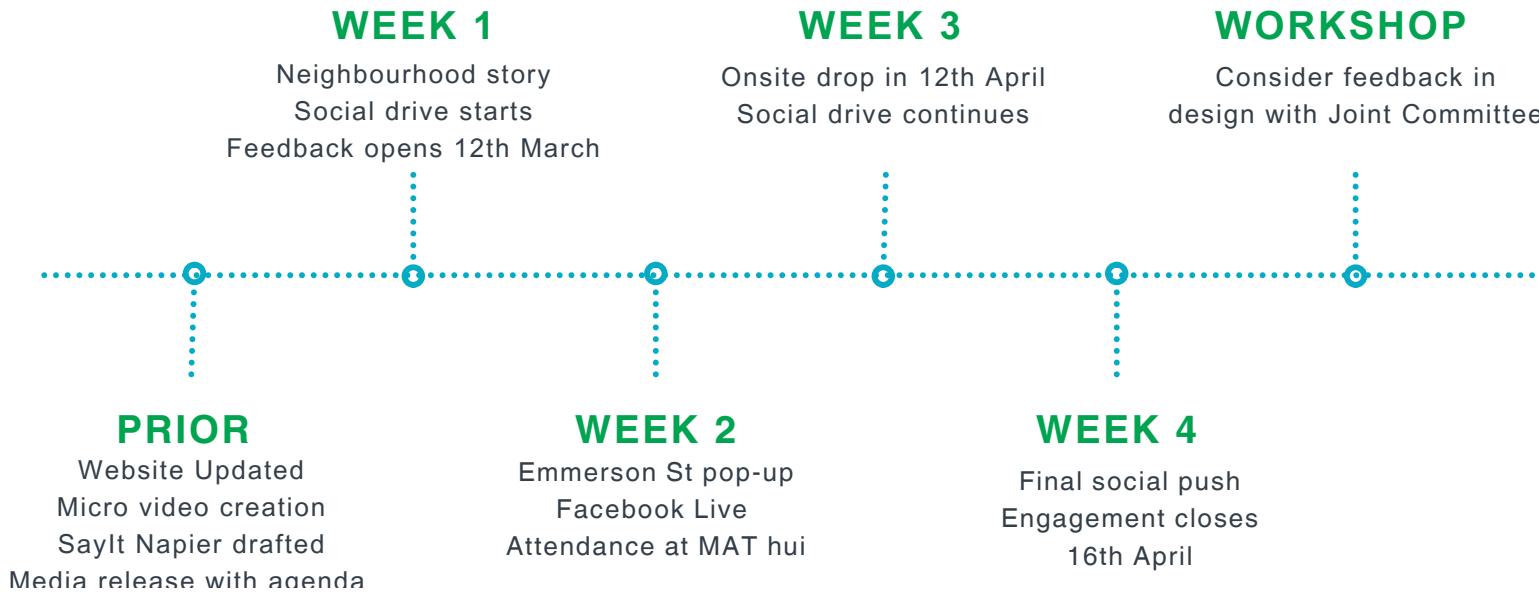 WEEK 1
Neighbourhood story
Social drive starts
Feedback opens 12th March
WEEK 3
Onsite drop in 12th April
Social drive continues
WORKSHOP
Consider feedback in
design with Joint Committee
PRIOR
Website Updated
Micro video creation
SayIt Napier drafted
Media release with agenda
WEEK 2
Emmerson St pop-up
Facebook Live
Attendance at MAT hui
WEEK 4
Final social push
Engagement closes
16th April